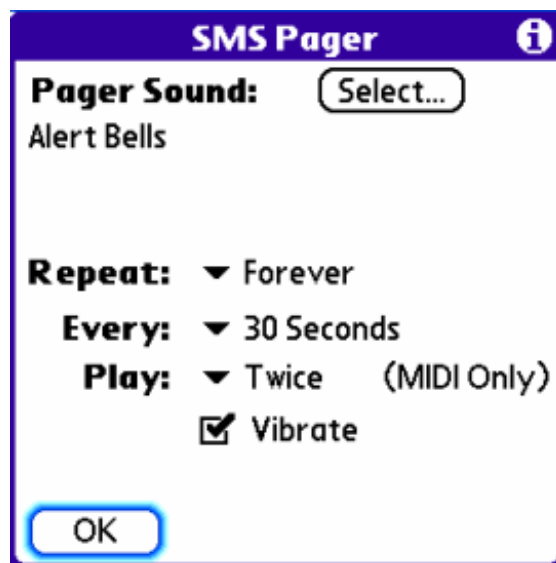 SMS Pager
Pager Sound: Select...
Alert Bells
Repeat: Forever
Every: 30 Seconds
Play: Twice (MIDI Only)
Vibrate
OK